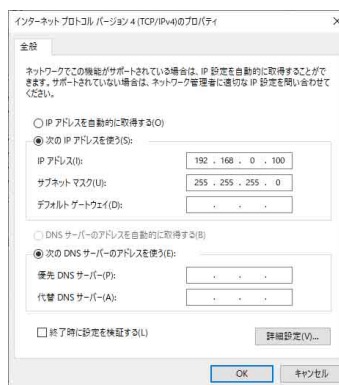 インターネット プロトコル バージョン 4 (TCP/IPv4)のプロパティ
全般
ネットワークでこの機能がサポートされている場合は、IP 設定を自動的に取得することがで
きます。サポートされていない場合は、ネットワーク管理者に適切な IP 設定を問い合わせて
ください。
IP アドレスを自動的に取得する(O)
次の IP アドレスを使う(S):
IP アドレス(I): 192 . 168 . 0 . 100
サブネット マスク(U): 255 . 255 . 255 . 0
デフォルト ゲートウェイ(D): . . .
DNS サーバーのアドレスを自動的に取得する(B)
次の DNS サーバーのアドレスを使う(E):
優先 DNS サーバー(P): . . .
代替 DNS サーバー(A): . . .
終了時に設定を検証する(L)
詳細設定(V)...
OK キャンセル